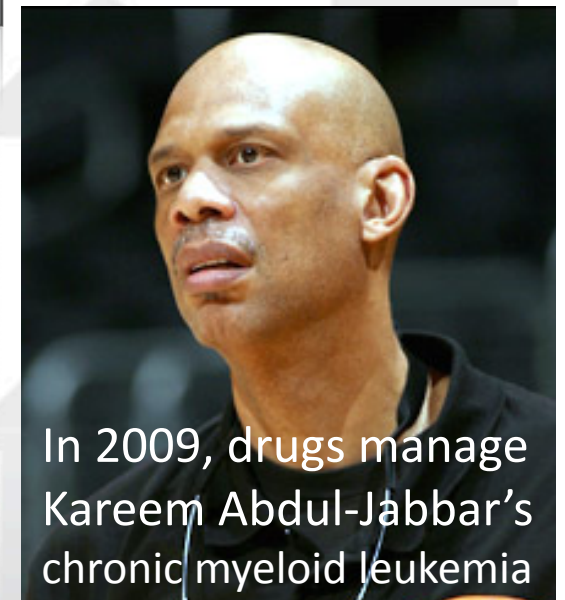 In 2009, drugs manage
Kareem Abdul-Jabbar’s
chronic myeloid leukemia